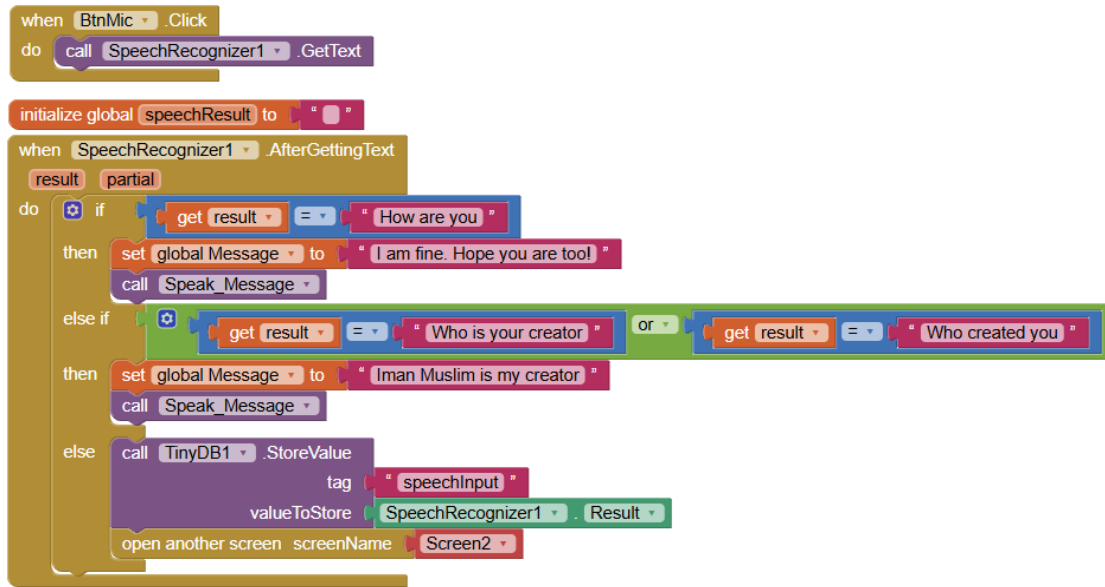 when BtnMic .Click
do call SpeechRecognizer1 .GetText
initialize global speechResult to " "
when SpeechRecognizer1 .AfterGettingText
result partial
do if get result = " How are you "
then set global Message to " I am fine. Hope you are too! "
call Speak_Message
else if get result = " Who is your creator " or get result = " Who created you "
then set global Message to " Iman Muslim is my creator "
call Speak_Message
else call TinyDB1 .StoreValue
tag " speechInput "
valueToStore SpeechRecognizer1 . Result
open another screen screenName Screen2